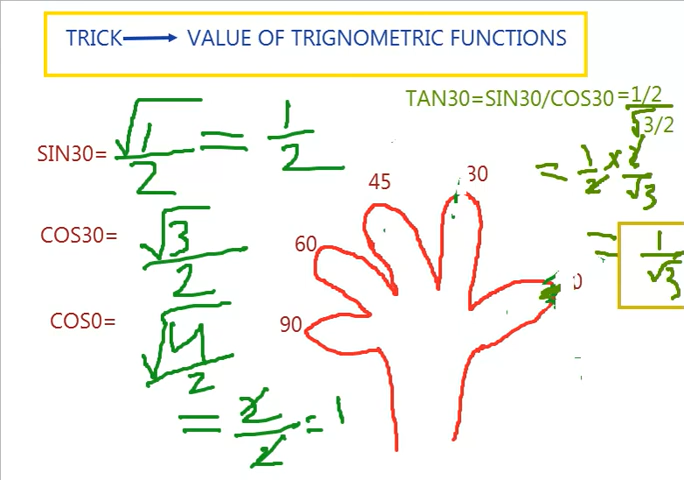 TRICK → VALUE OF TRIGNOMETRIC FUNCTIONS
TAN30=SIN30/COS30=1/2
√3/2
SIN30= √1/2 = 1/2
= 1/2 × 2/√3
45
30
COS30= √3/2
60
= 1/√3
0
COS0= √4/2
90
= 2/2 = 1